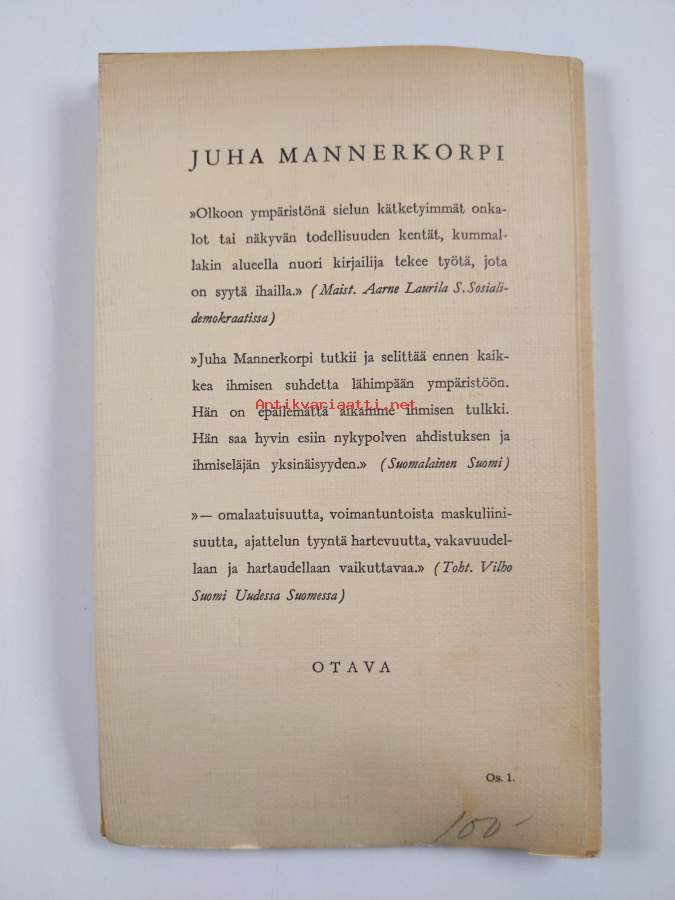 JUHA MANNERKORPI
»Olkoon ympäristönä sielun kätketyimmät onka-
lot tai näkyvän todellisuuden kentät, kummal-
lakin alueella nuori kirjailija tekee työtä, jota
on syytä ihailla.» (Maist. Aarne Laurila S. Sosiali-
demokraatissa)
»Juha Mannerkorpi tutkii ja selittää ennen kaik-
kea ihmisen suhdetta lähimpään ympäristöön.
Antikvariaatti.net
Hän on epäilemättä aikamme ihmisen tulkki.
Hän saa hyvin esiin nykypolven ahdistuksen ja
ihmiseläjän yksinäisyyden.» (Suomalainen Suomi)
»— omalaatuisuutta, voimantuntoista maskuliini-
suutta, ajattelun tyyntä hartevuutta, vakavuudel-
laan ja hartaudellaan vaikuttavaa.» (Toht. Vilho
Suomi Uudessa Suomessa)
OTAVA
Os. 1.
100-